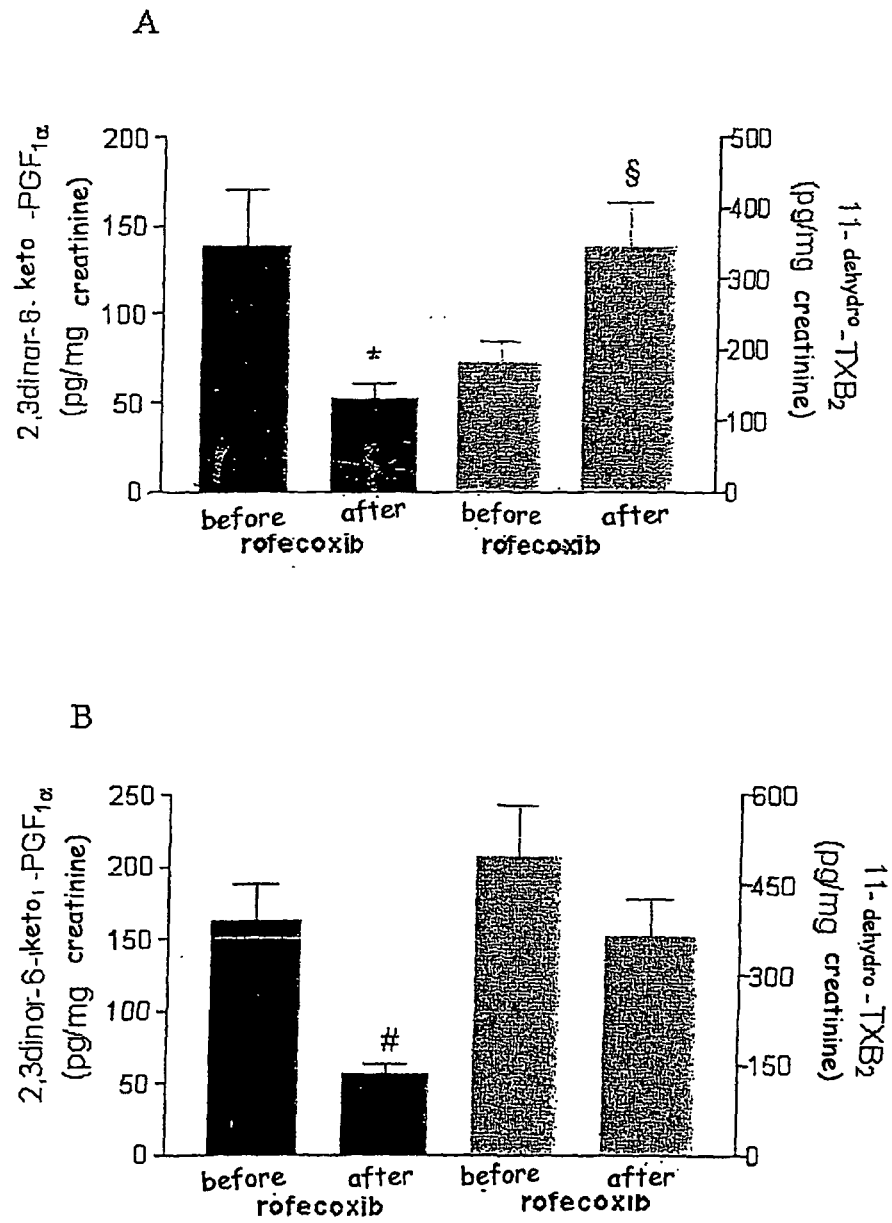 A
2,3dinor-6-keto-PGF1α
(pg/mg creatinine)
200
150
100
50
0
*
§
500
400
300
200
100
0
11-dehydro-TXB2
(pg/mg creatinine)
before after before after
rofecoxib rofecoxib
B
2,3dinor-6-keto1-PGF1α
(pg/mg creatinine)
250
200
150
100
50
0
#
600
450
300
150
0
11-dehydro-TXB2
(pg/mg creatinine)
before after before after
rofecoxib rofecoxib